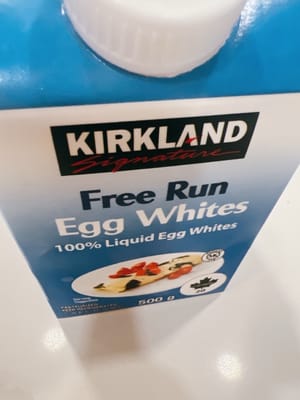 KIRKLAND
Signature
Free Run
Egg Whites
100% Liquid Egg Whites
500 g